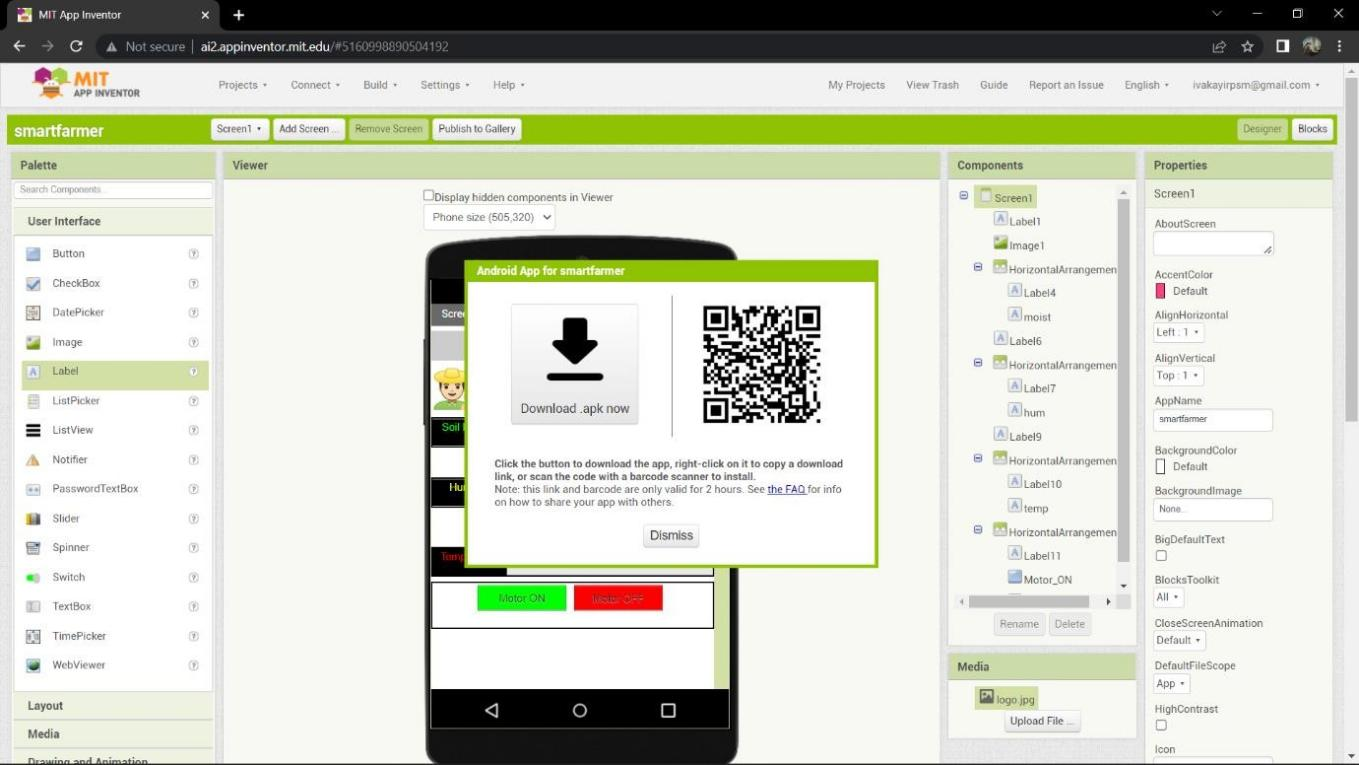 MIT App Inventor
Not secure | ai2.appinventor.mit.edu/#5160998890504192
MIT
APP INVENTOR
Projects Connect Build Settings Help My Projects View Trash Guide Report an Issue English ivakayirpsm@gmail.com
smartfarmer Screen1 Add Screen ... Remove Screen Publish to Gallery Designer Blocks
Palette
Search Components...
User Interface
Button
CheckBox
DatePicker
Image
Label
ListPicker
ListView
Notifier
PasswordTextBox
Slider
Spinner
Switch
TextBox
TimePicker
WebViewer
Layout
Media
Drawing and Animation
Viewer
Display hidden components in Viewer
Phone size (505,320)
Scree
Soil
Hu
Temp
Motor ON Motor OFF
Android App for smartfarmer
Download .apk now
Click the button to download the app, right-click on it to copy a download
link, or scan the code with a barcode scanner to install.
Note: this link and barcode are only valid for 2 hours. See the FAQ for info
on how to share your app with others.
Dismiss
Components
Screen1
Label1
Image1
HorizontalArrangemen
Label4
moist
Label6
HorizontalArrangemen
Label7
hum
Label9
HorizontalArrangemen
Label10
temp
HorizontalArrangemen
Label11
Motor_ON
Rename Delete
Media
logo.jpg
Upload File ...
Properties
Screen1
AboutScreen
AccentColor
Default
AlignHorizontal
Left : 1
AlignVertical
Top : 1
AppName
smartfarmer
BackgroundColor
Default
BackgroundImage
None...
BigDefaultText
BlocksToolkit
All
CloseScreenAnimation
Default
DefaultFileScope
App
HighContrast
Icon